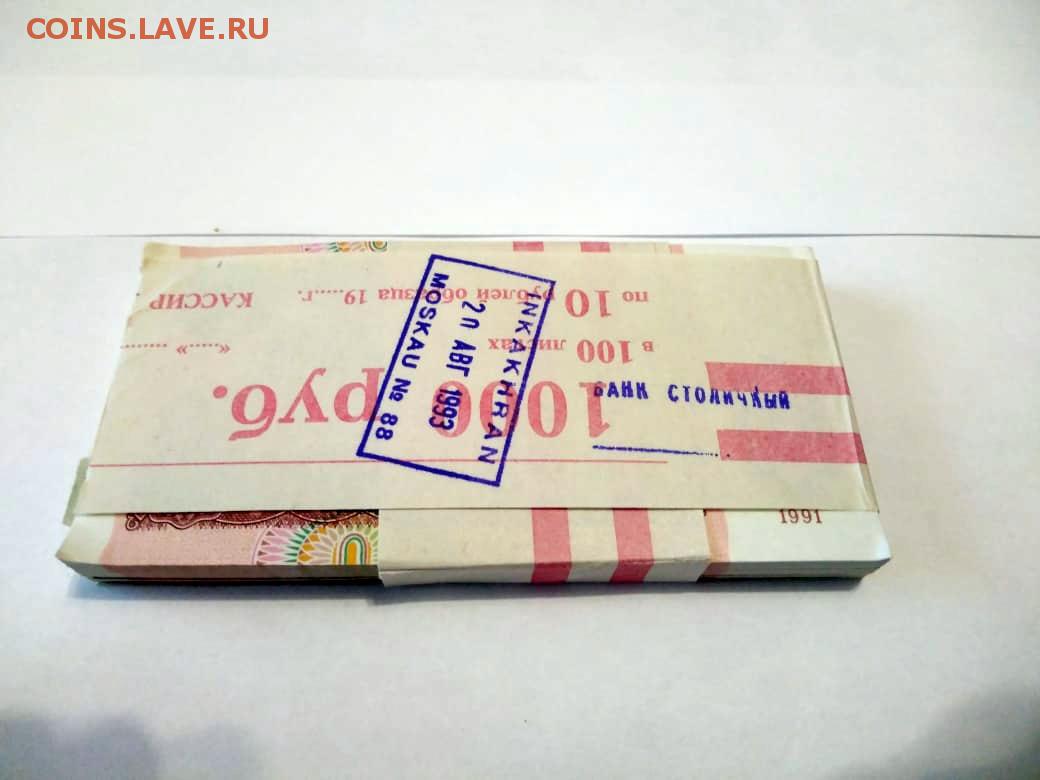 COINS.LAVE.RU
1000 руб.
в 100 листах «......» ............
по 10 рублей образца 19.....г. КАССИР
INKAKHRAN
20 АВГ 1993
MOSKAU № 88
БАНК СТОЛИЧНЫЙ
1991